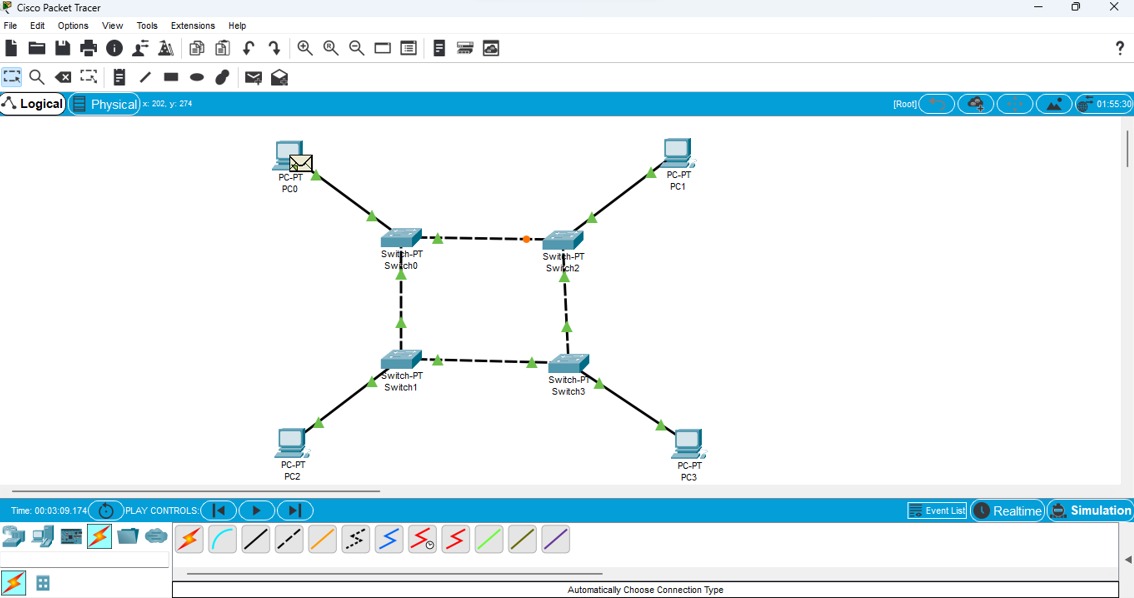 Cisco Packet Tracer
File Edit Options View Tools Extensions Help
Logical Physical x: 202, y: 274 [Root] 01:55:30
PC-PT
PC0
PC-PT
PC1
Switch-PT
Switch0
Switch-PT
Switch2
Switch-PT
Switch1
Switch-PT
Switch3
PC-PT
PC2
PC-PT
PC3
Time: 00:03:09.174 PLAY CONTROLS: Event List Realtime Simulation
Automatically Choose Connection Type